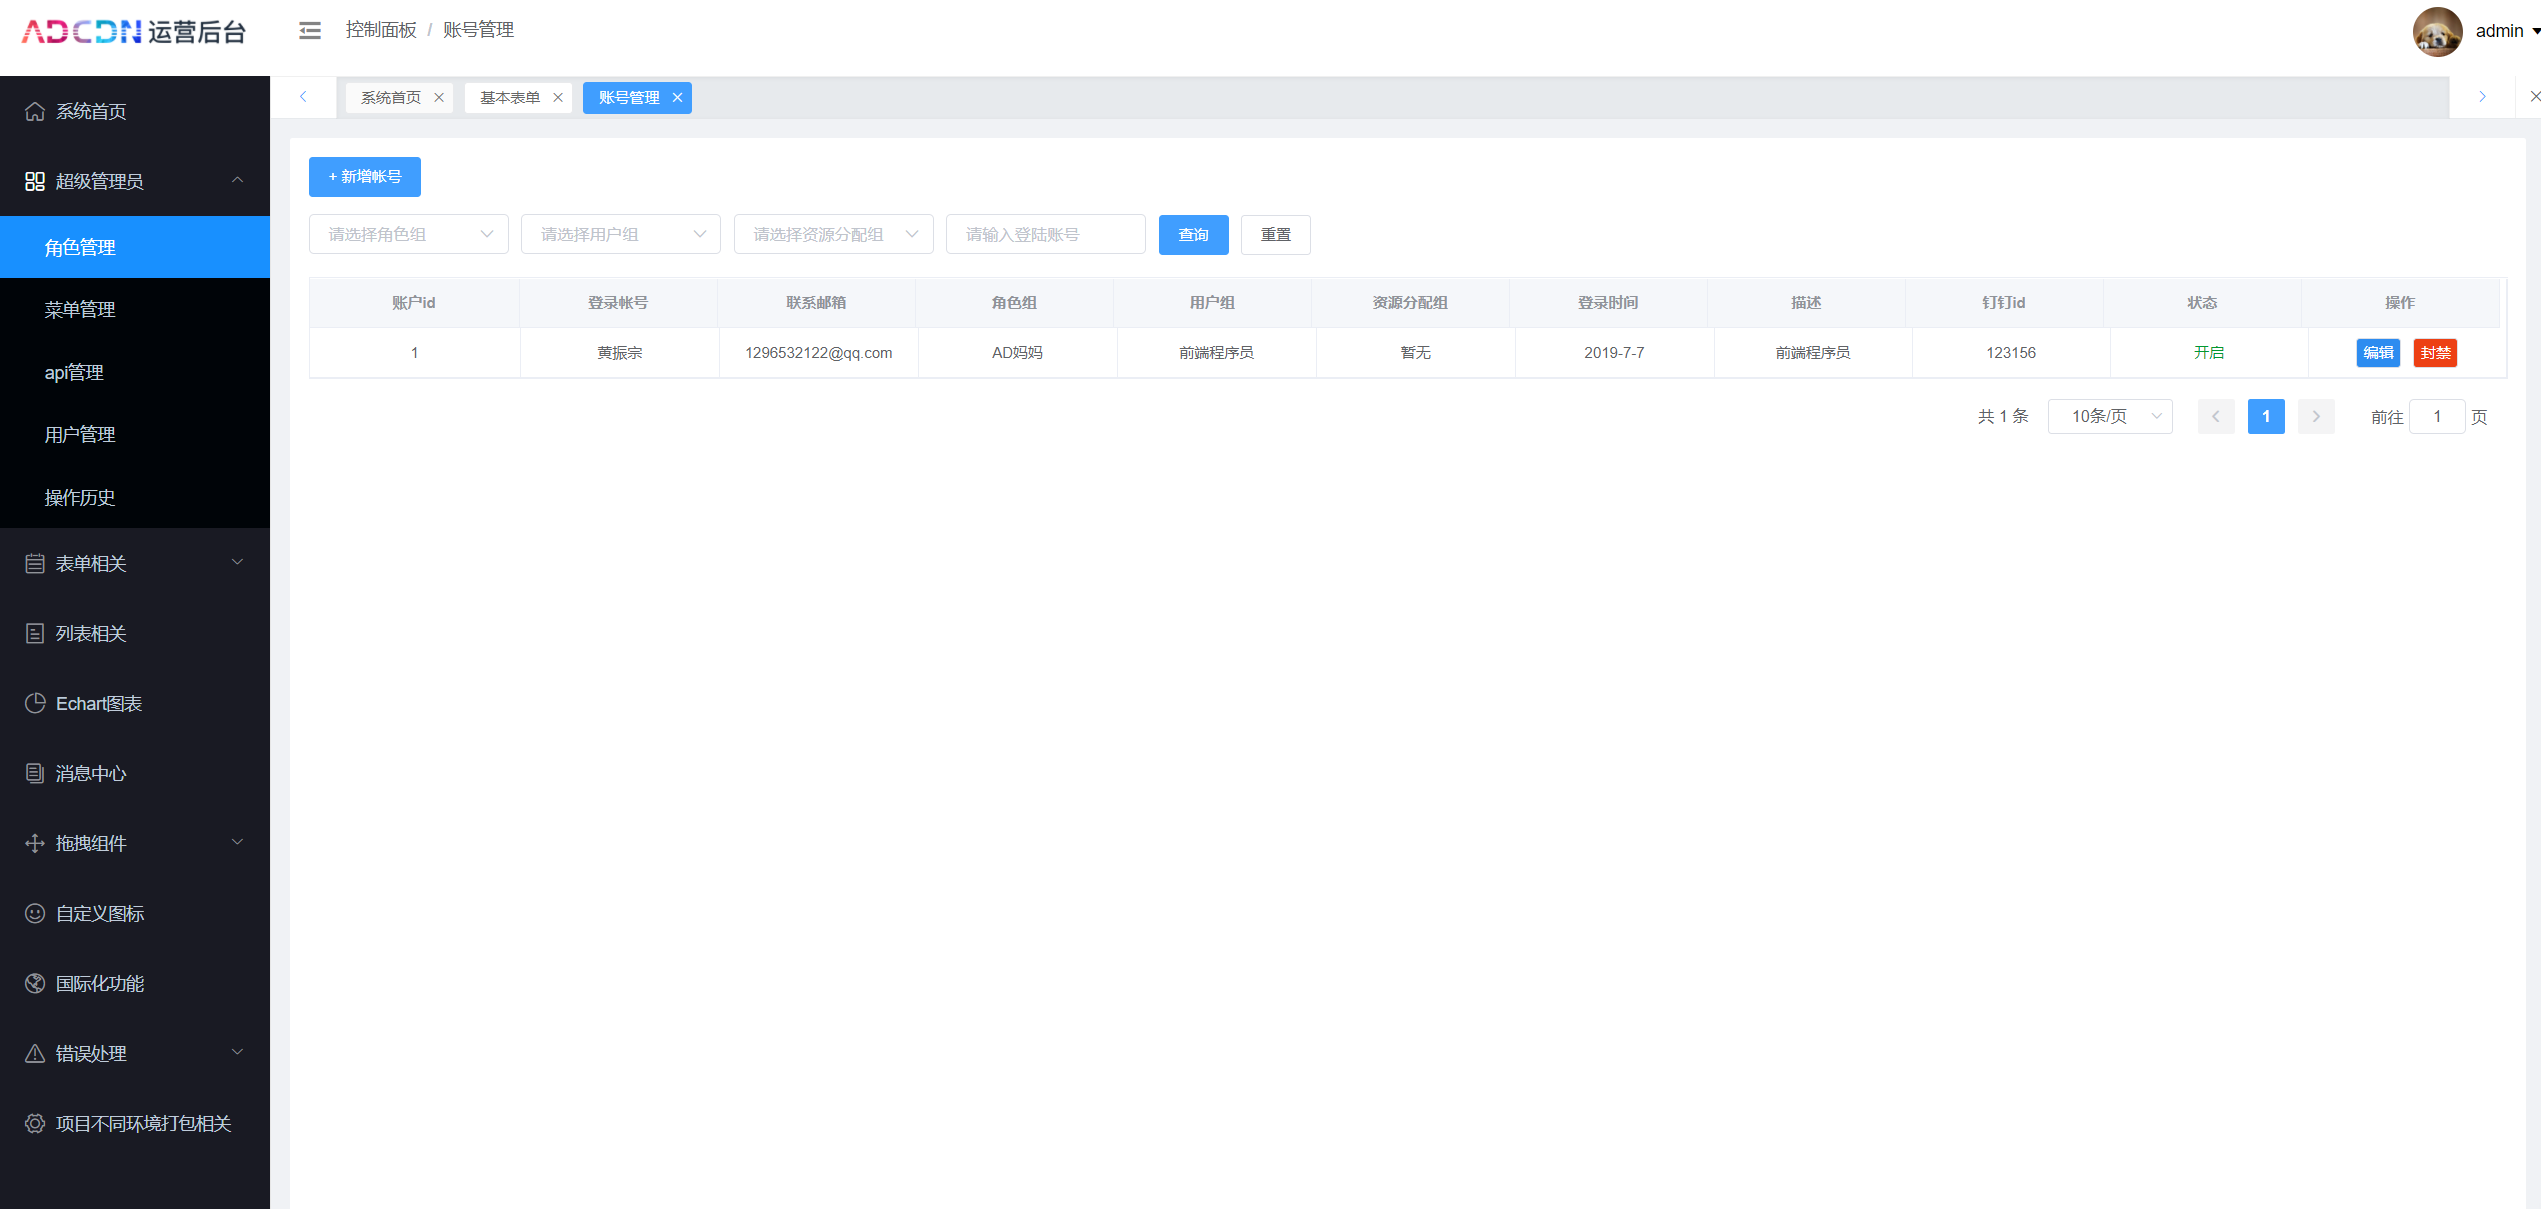 ADCDN 运营后台
控制面板 / 账号管理
admin
系统首页
超级管理员
角色管理
菜单管理
api管理
用户管理
操作历史
表单相关
列表相关
Echart图表
消息中心
拖拽组件
自定义图标
国际化功能
错误处理
项目不同环境打包相关
系统首页 基本表单 账号管理
+ 新增帐号
请选择角色组 请选择用户组 请选择资源分配组 请输入登陆账号 查询 重置
账户id 登录帐号 联系邮箱 角色组 用户组 资源分配组 登录时间 描述 钉钉id 状态 操作
1 黄振宗 1296532122@qq.com AD妈妈 前端程序员 暂无 2019-7-7 前端程序员 123156 开启 编辑 封禁
共 1 条 10条/页 1 前往 1 页